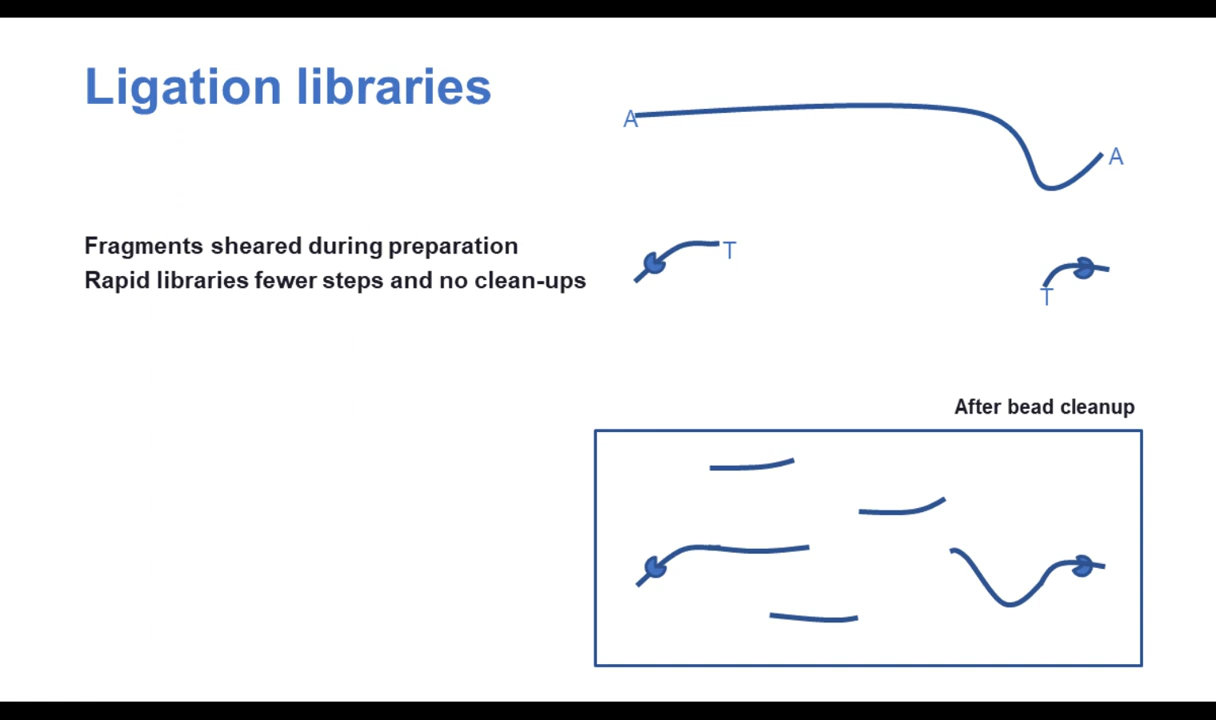 Ligation libraries
A
A
Fragments sheared during preparation
Rapid libraries fewer steps and no clean-ups
T
T
After bead cleanup